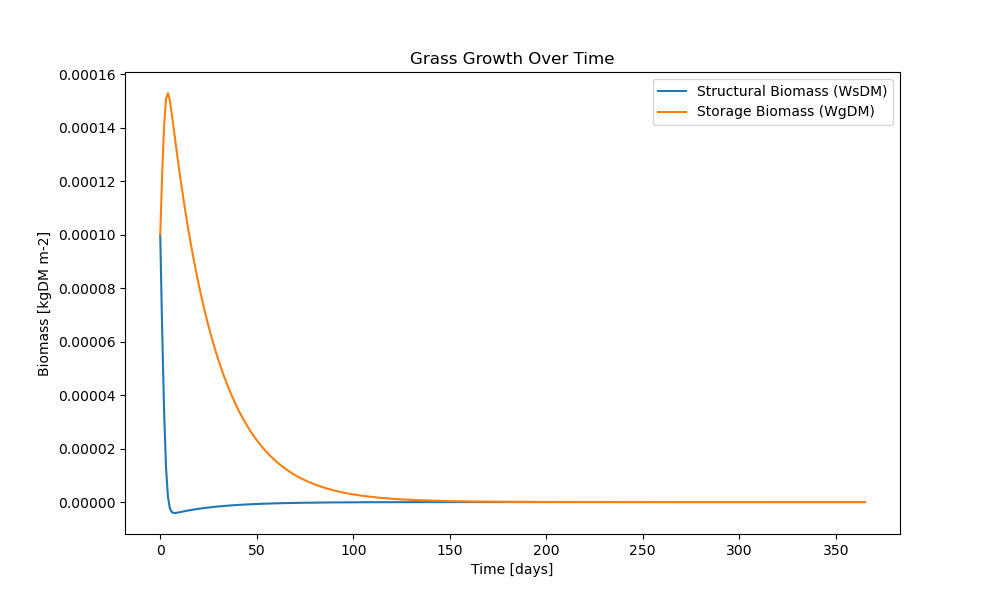 Grass Growth Over Time
0.00016
0.00014
0.00012
0.00010
0.00008
0.00006
0.00004
0.00002
0.00000
Biomass [kgDM m-2]
Structural Biomass (WsDM)
Storage Biomass (WgDM)
0 50 100 150 200 250 300 350
Time [days]